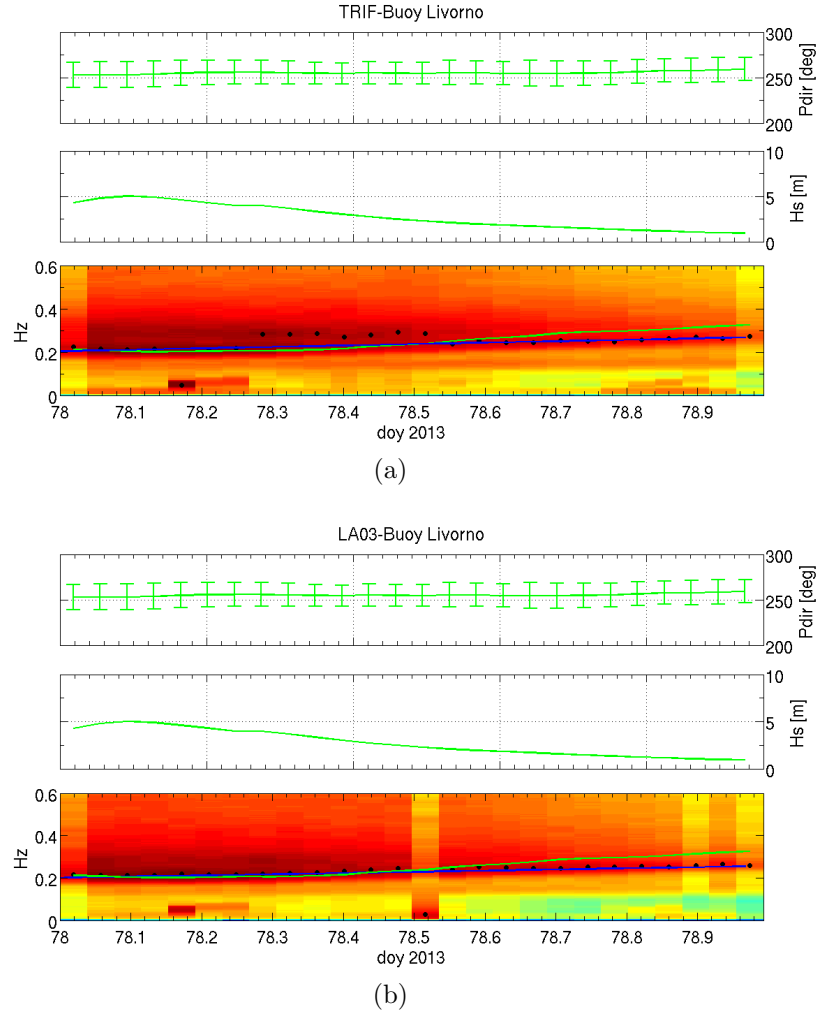 TRIF-Buoy Livorno
300
250
200
Pdir [deg]
10
5
0
Hs [m]
0.6
0.4
0.2
0
Hz
78 78.1 78.2 78.3 78.4 78.5 78.6 78.7 78.8 78.9
doy 2013
(a)
LA03-Buoy Livorno
300
250
200
Pdir [deg]
10
5
0
Hs [m]
0.6
0.4
0.2
0
Hz
78 78.1 78.2 78.3 78.4 78.5 78.6 78.7 78.8 78.9
doy 2013
(b)